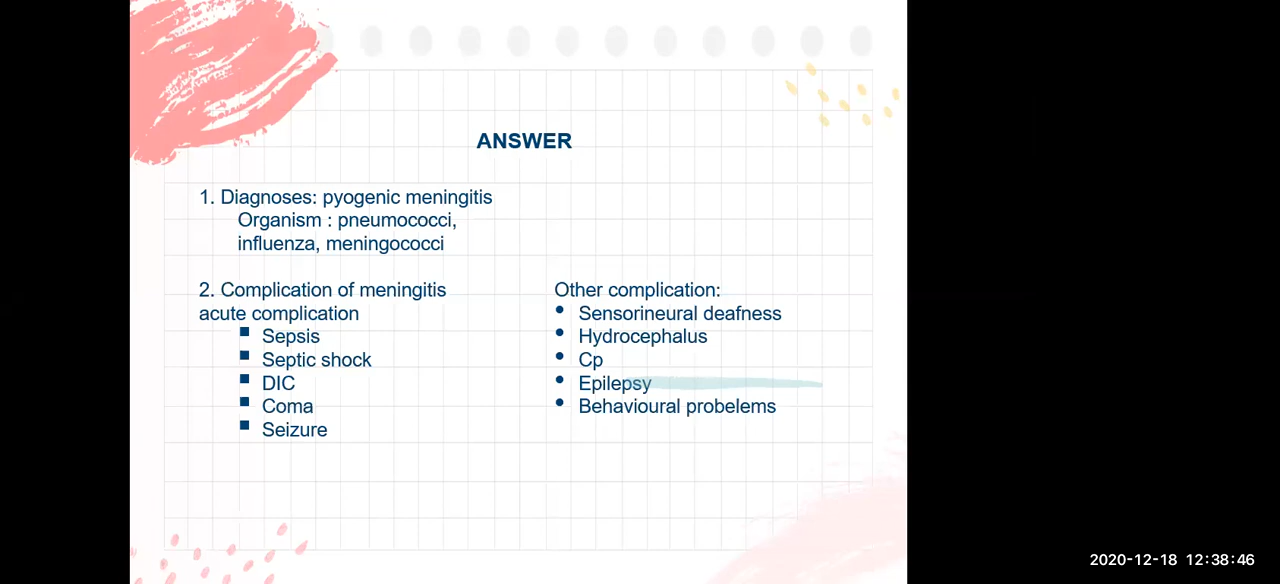 ANSWER
1. Diagnoses: pyogenic meningitis
Organism : pneumococci,
influenza, meningococci
2. Complication of meningitis
acute complication
Sepsis
Septic shock
DIC
Coma
Seizure
Other complication:
Sensorineural deafness
Hydrocephalus
Cp
Epilepsy
Behavioural probelems
2020-12-18 12:38:46